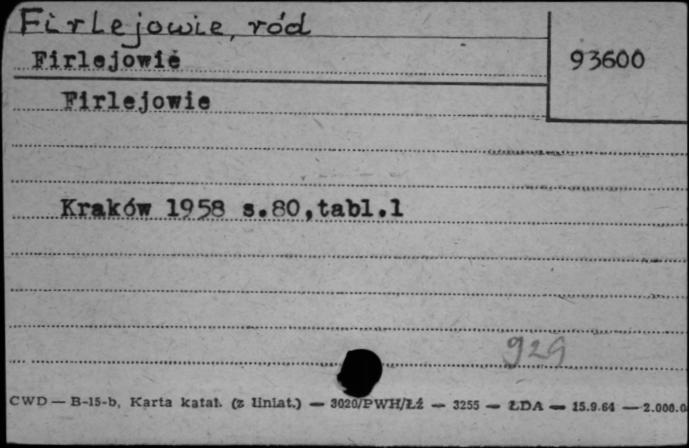 Firlejowie, ród
Firlejowie
93600
Firlejowie
Kraków 1958 s.80,tabl.1
929
CWD — B-15-b, Karta katal. (z liniat.) — 3020/PWH/Łź — 3255 — ŁDA — 15.9.64 — 2.000.0